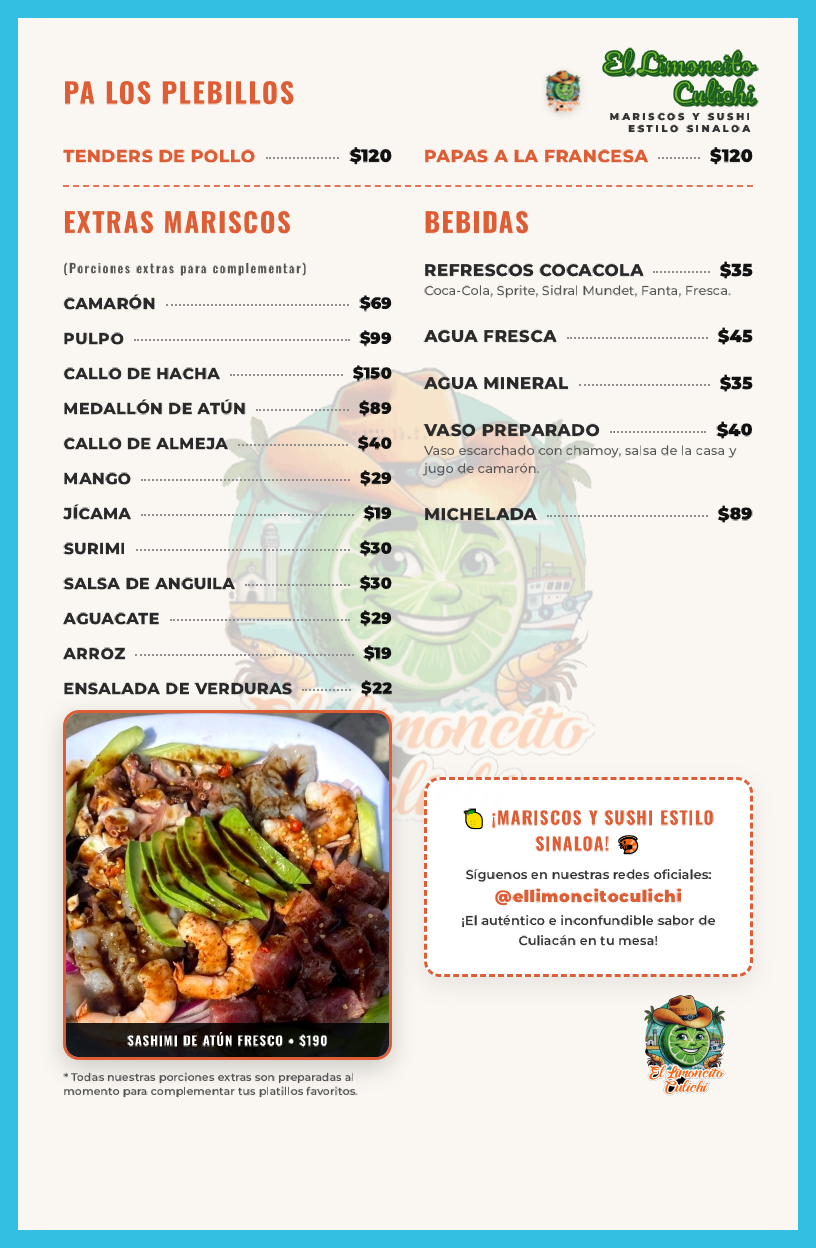 PA LOS PLEBILLOS
El Limoncito
Culichi
MARISCOS Y SUSHI
ESTILO SINALOA
TENDERS DE POLLO $120
PAPAS A LA FRANCESA $120
EXTRAS MARISCOS
(Porciones extras para complementar)
CAMARÓN $69
PULPO $99
CALLO DE HACHA $150
MEDALLÓN DE ATÚN $89
CALLO DE ALMEJA $40
MANGO $29
JÍCAMA $19
SURIMI $30
SALSA DE ANGUILA $30
AGUACATE $29
ARROZ $19
ENSALADA DE VERDURAS $22
SASHIMI DE ATÚN FRESCO • $190
* Todas nuestras porciones extras son preparadas al
momento para complementar tus platillos favoritos.
BEBIDAS
REFRESCOS COCACOLA $35
Coca-Cola, Sprite, Sidral Mundet, Fanta, Fresca.
AGUA FRESCA $45
AGUA MINERAL $35
VASO PREPARADO $40
Vaso escarchado con chamoy, salsa de la casa y
jugo de camarón.
MICHELADA $89
¡MARISCOS Y SUSHI ESTILO
SINALOA!
Síguenos en nuestras redes oficiales:
@ellimoncitoculichi
¡El auténtico e inconfundible sabor de
Culiacán en tu mesa!
El Limoncito
Culichi